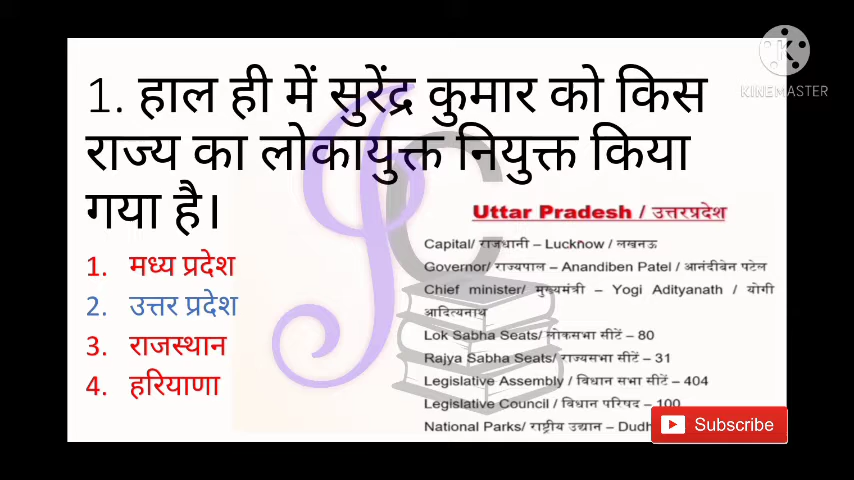 KINEMASTER
1. हाल ही में सुरेंद्र कुमार को किस
राज्य का लोकायुक्त नियुक्त किया
गया है।
1. मध्य प्रदेश
2. उत्तर प्रदेश
3. राजस्थान
4. हरियाणा
Uttar Pradesh / उत्तरप्रदेश
Capital/ राजधानी – Lucknow / लखनऊ
Governor/ राज्यपाल – Anandiben Patel / आनंदीबेन पटेल
Chief minister/ मुख्यमंत्री – Yogi Adityanath / योगी
आदित्यनाथ
Lok Sabha Seats/ लोकसभा सीटें – 80
Rajya Sabha Seats/ राज्यसभा सीटें – 31
Legislative Assembly / विधान सभा सीटें – 404
Legislative Council / विधान परिषद – 100
National Parks/ राष्ट्रीय उद्यान –
Subscribe